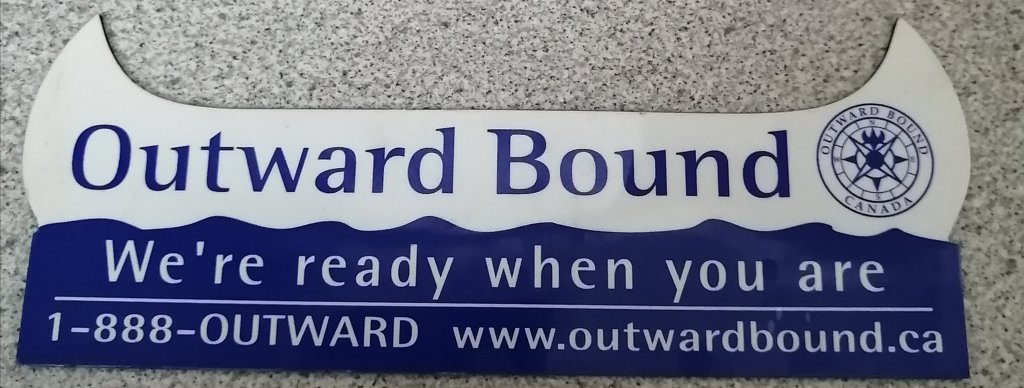 Outward Bound
OUTWARD BOUND
CANADA
We're ready when you are
1-888-OUTWARD www.outwardbound.ca